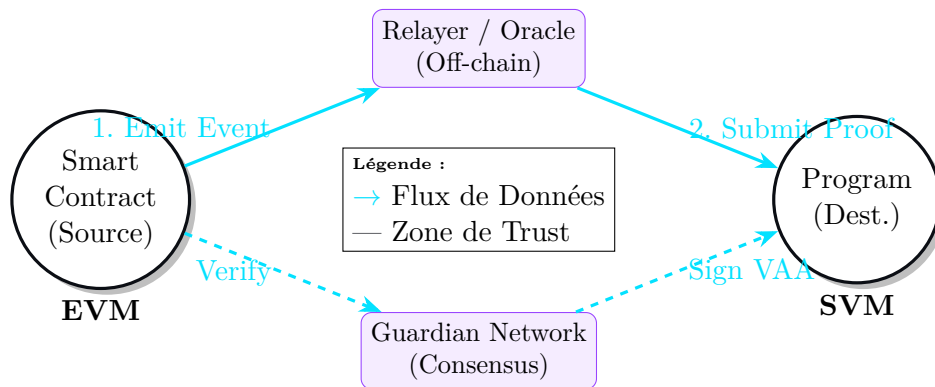 Relayer / Oracle
(Off-chain)
1. Emit Event
2. Submit Proof
Smart
Contract
(Source)
EVM
Légende :
→ Flux de Données
— Zone de Trust
Program
(Dest.)
SVM
Verify
Sign VAA
Guardian Network
(Consensus)